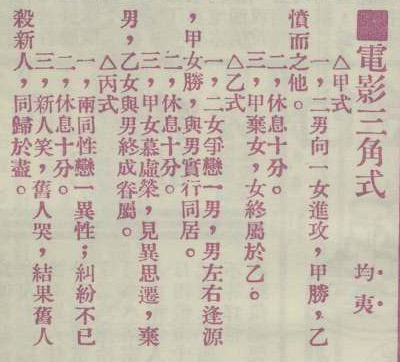 電影三角式
均夷
△甲式
一，二男向一女進攻，甲勝，乙
憤而之他。
二，休息十分。
三，甲棄女，女終屬於乙。
△乙式
一，二女爭戀一男，男左右逢源
，甲女勝，與男實行同居。
二，休息十分。
三，甲女慕虛榮，見異思遷，棄
男，乙女與男終成眷屬。
△丙式
一，兩同性戀一異性；糾紛不已
二，休息十分。
三，新人笑，舊人哭，結果舊人
殺新人，同歸於盡。